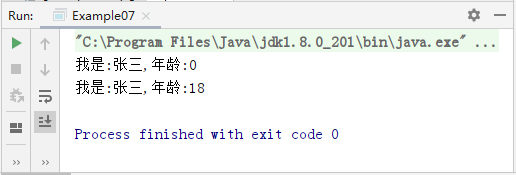 Run: Example07
"C:\Program Files\Java\jdk1.8.0_201\bin\java.exe" ...
我是:张三,年龄:0
我是:张三,年龄:18
Process finished with exit code 0